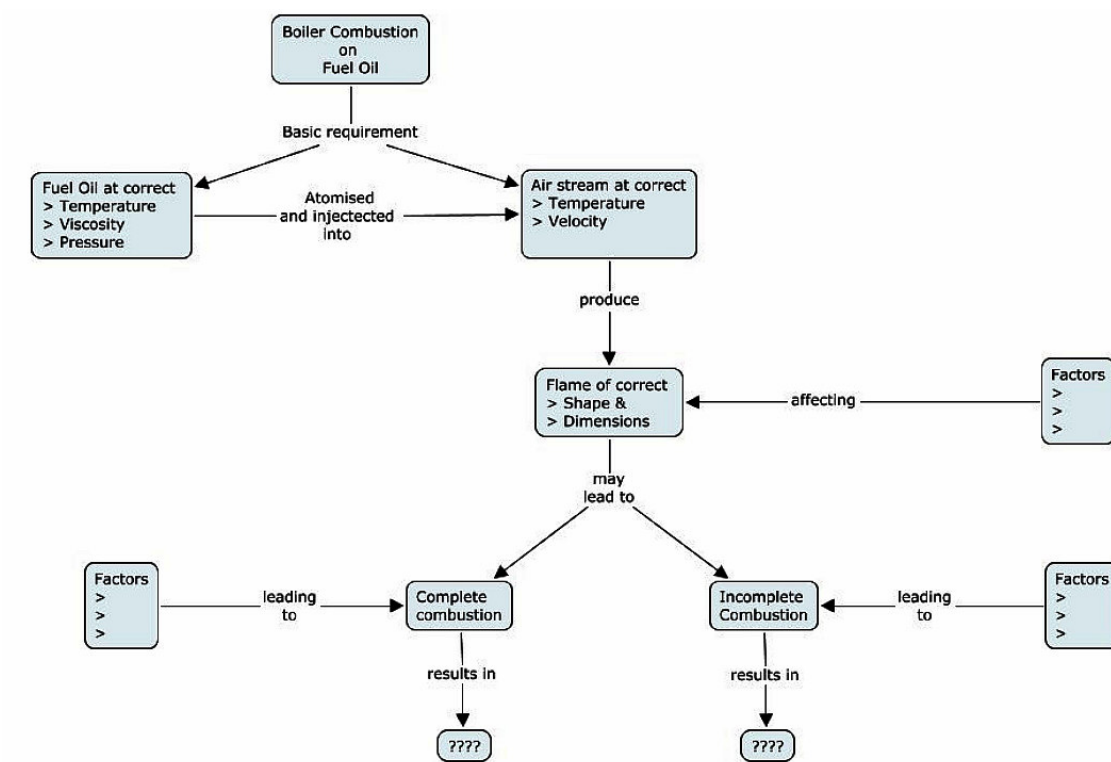 Boiler Combustion
on
Fuel Oil
Basic requirement
Fuel Oil at correct
> Temperature
> Viscosity
> Pressure
Atomised
and injectected
into
Air stream at correct
> Temperature
> Velocity
produce
Flame of correct
> Shape &
> Dimensions
affecting
Factors
>
>
>
may
lead to
Factors
>
>
>
leading
to
Complete
combustion
Incomplete
Combustion
leading
to
Factors
>
>
>
results in
results in
????
????